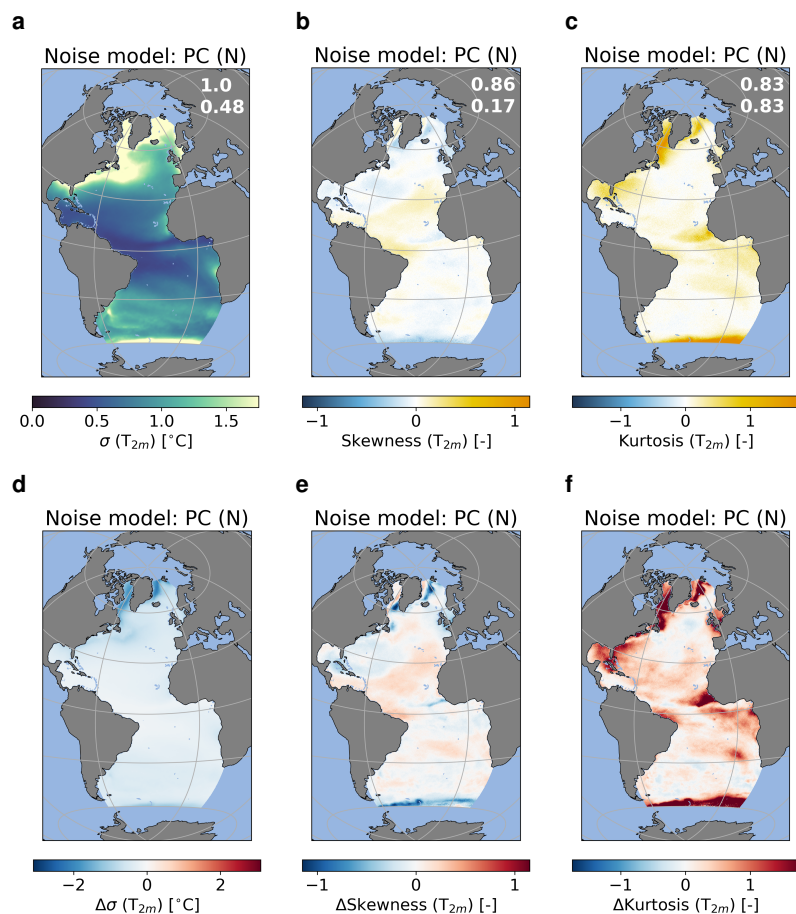 a
b
c
Noise model: PC (N)
Noise model: PC (N)
Noise model: PC (N)
1.0
0.48
0.86
0.17
0.83
0.83
0.0 0.5 1.0 1.5
σ (T2m) [°C]
−1 0 1
Skewness (T2m) [-]
−1 0 1
Kurtosis (T2m) [-]
d
e
f
Noise model: PC (N)
Noise model: PC (N)
Noise model: PC (N)
−2 0 2
Δσ (T2m) [°C]
−1 0 1
ΔSkewness (T2m) [-]
−1 0 1
ΔKurtosis (T2m) [-]